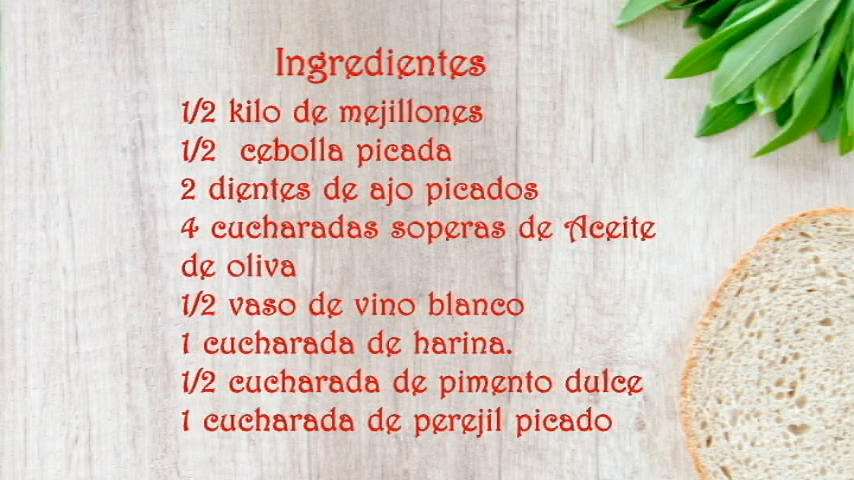 Ingredientes
1/2 kilo de mejillones
1/2 cebolla picada
2 dientes de ajo picados
4 cucharadas soperas de Aceite
de oliva
1/2 vaso de vino blanco
1 cucharada de harina.
1/2 cucharada de pimento dulce
1 cucharada de perejil picado